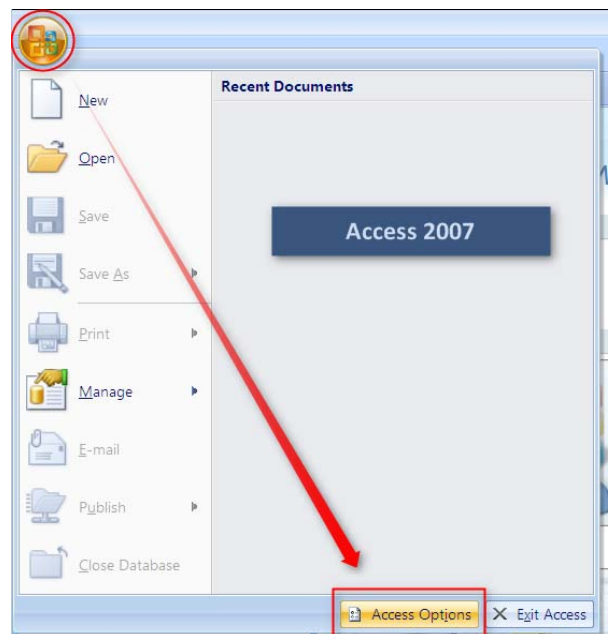 Recent Documents
New
Open
Save
Save As
Print
Manage
E-mail
Publish
Close Database
Access 2007
Access Options
Exit Access